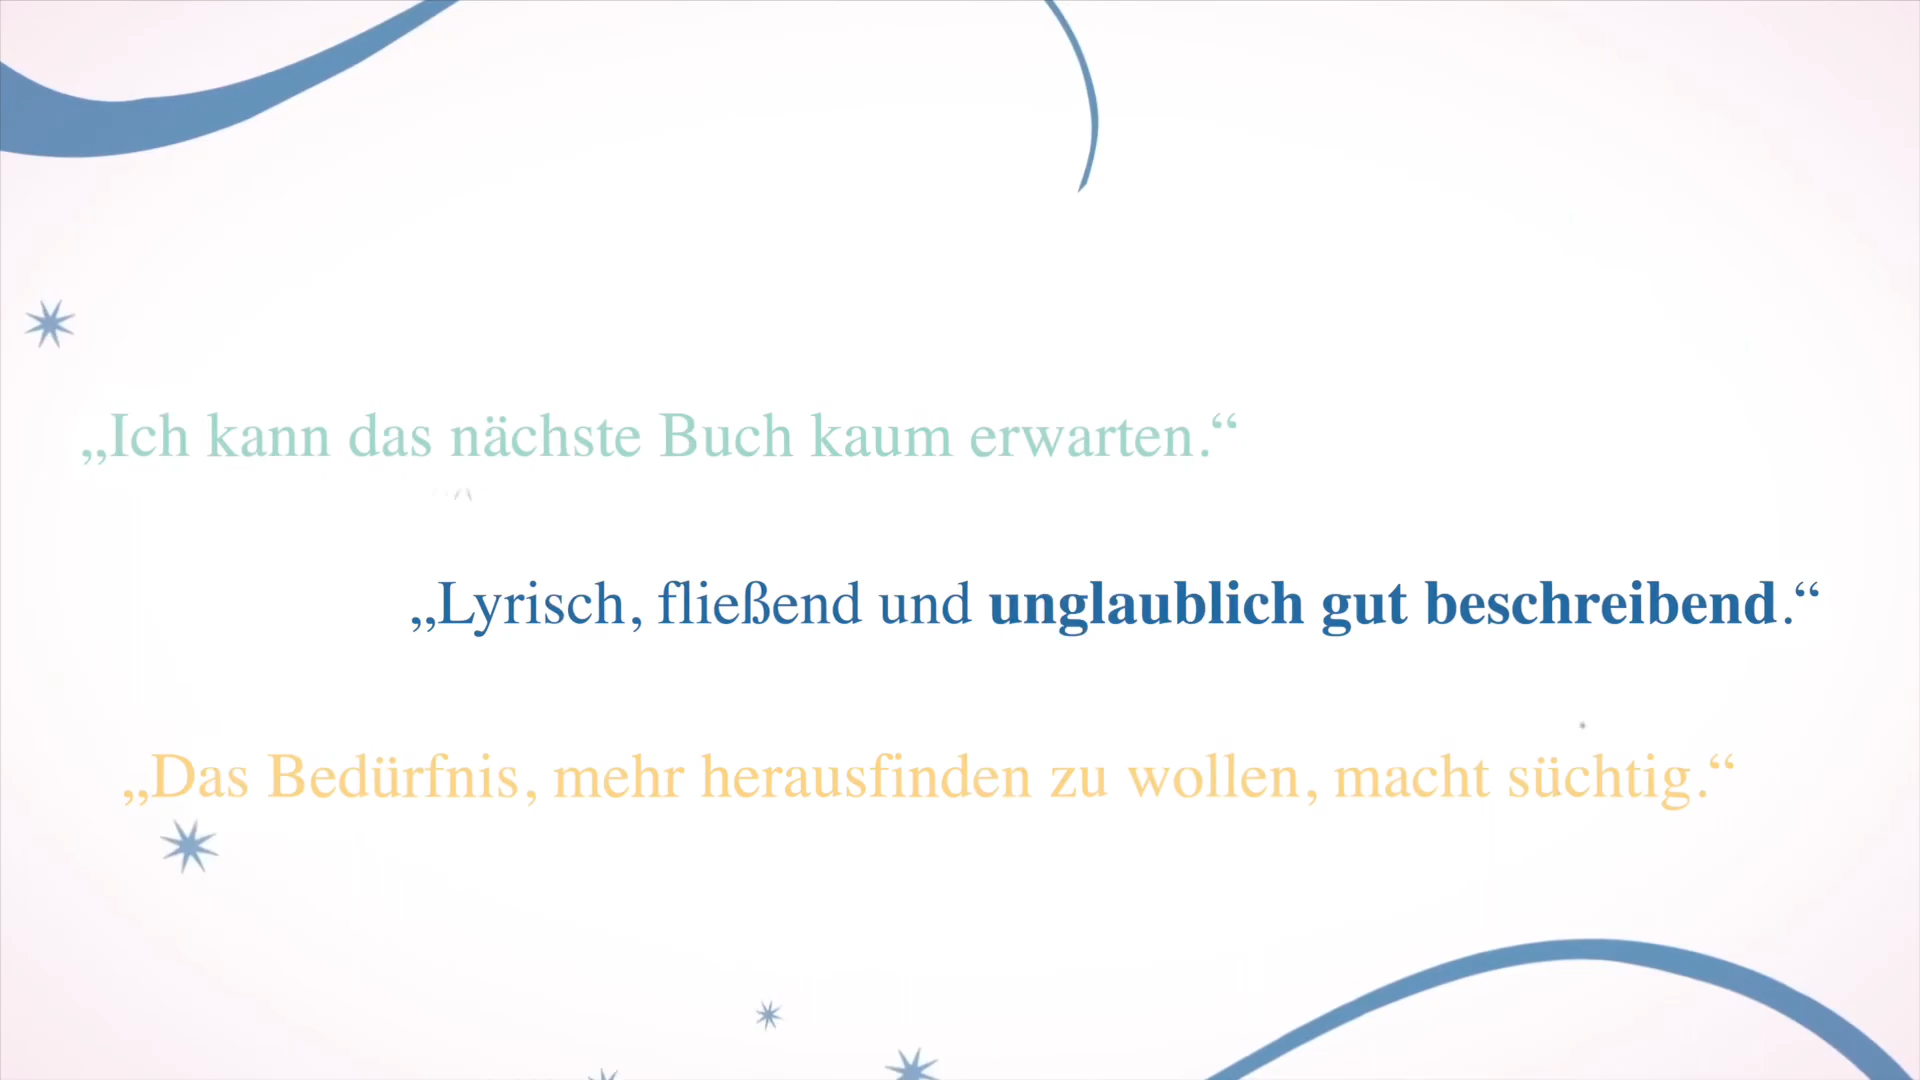 „Ich kann das nächste Buch kaum erwarten.“
„Lyrisch, fließend und unglaublich gut beschreibend.“
„Das Bedürfnis, mehr herausfinden zu wollen, macht süchtig.“